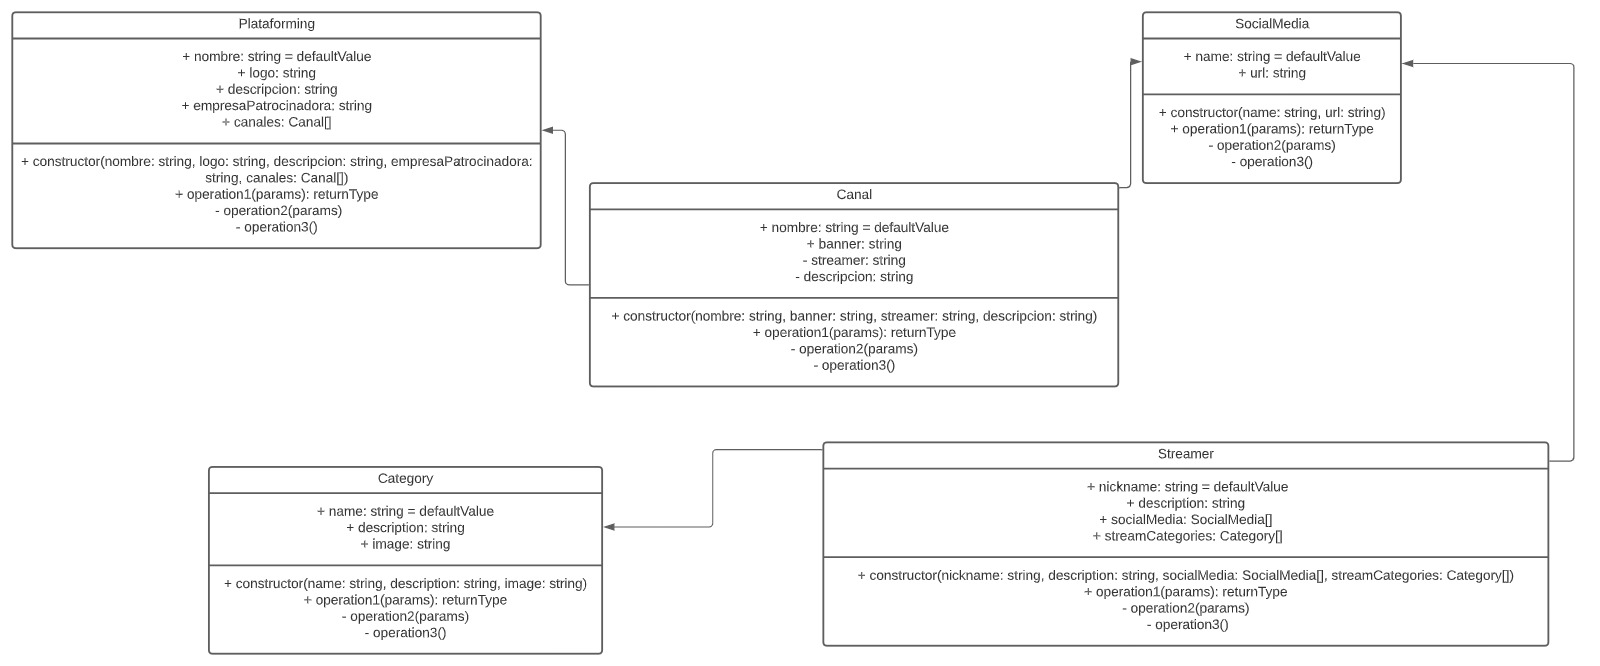 Plataforming
+ nombre: string = defaultValue
+ logo: string
+ descripcion: string
+ empresaPatrocinadora: string
+ canales: Canal[]
+ constructor(nombre: string, logo: string, descripcion: string, empresaPatrocinadora:
string, canales: Canal[])
+ operation1(params): returnType
- operation2(params)
- operation3()
SocialMedia
+ name: string = defaultValue
+ url: string
+ constructor(name: string, url: string)
+ operation1(params): returnType
- operation2(params)
- operation3()
Canal
+ nombre: string = defaultValue
+ banner: string
- streamer: string
- descripcion: string
+ constructor(nombre: string, banner: string, streamer: string, descripcion: string)
+ operation1(params): returnType
- operation2(params)
- operation3()
Category
+ name: string = defaultValue
+ description: string
+ image: string
+ constructor(name: string, description: string, image: string)
+ operation1(params): returnType
- operation2(params)
- operation3()
Streamer
+ nickname: string = defaultValue
+ description: string
+ socialMedia: SocialMedia[]
+ streamCategories: Category[]
+ constructor(nickname: string, description: string, socialMedia: SocialMedia[], streamCategories: Category[])
+ operation1(params): returnType
- operation2(params)
- operation3()